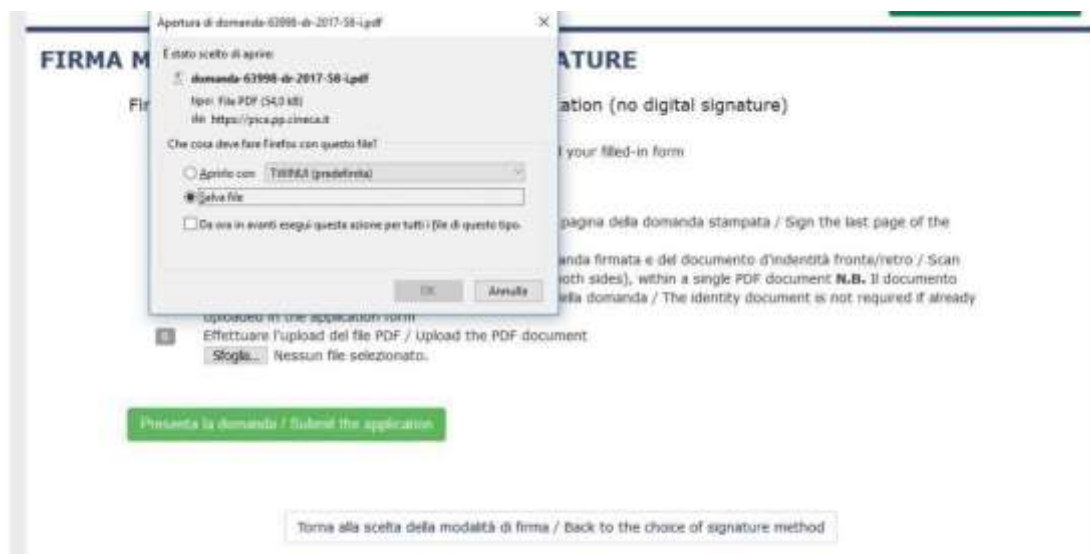 Apertura di domanda-63998-dr-2017-58-i.pdf
FIRMA M
ATURE
È stato scelto di aprire:
domanda-63998-dr-2017-58-i.pdf
tipo: File PDF (54,0 kB)
da: https://pica.pp.cineca.it
Fir
ation (no digital signature)
Che cosa deve fare Firefox con questo file?
l your filled-in form
Aprirlo con TWINUI (predefinita)
Salva file
Da ora in avanti esegui questa azione per tutti i file di questo tipo.
pagina della domanda stampata / Sign the last page of the
anda firmata e del documento d'indentità fronte/retro / Scan
both sides), within a single PDF document N.B. Il documento
OK Annulla
ella domanda / The identity document is not required if already
uploaded in the application form
Effettuare l'upload del file PDF / Upload the PDF document
Sfoglia... Nessun file selezionato.
Presenta la domanda / Submit the application
Torna alla scelta della modalità di firma / Back to the choice of signature method